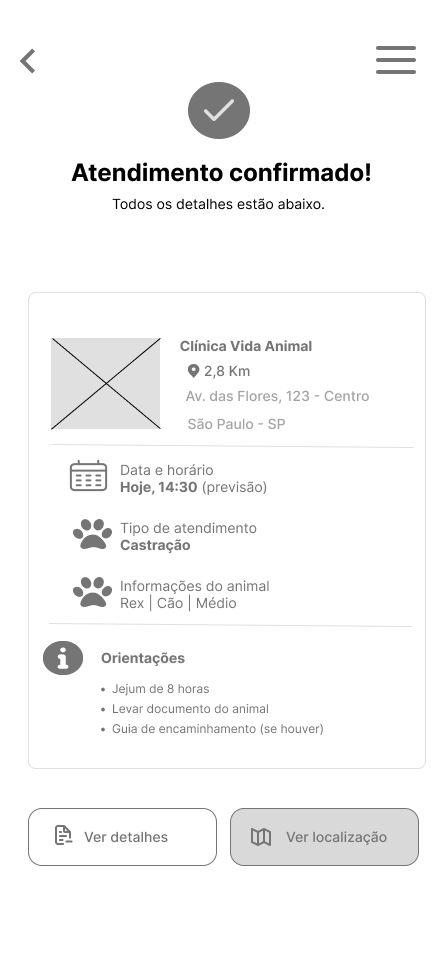 Atendimento confirmado!
Todos os detalhes estão abaixo.
Clínica Vida Animal
2,8 Km
Av. das Flores, 123 - Centro
São Paulo - SP
Data e horário
Hoje, 14:30 (previsão)
Tipo de atendimento
Castração
Informações do animal
Rex | Cão | Médio
Orientações
• Jejum de 8 horas
• Levar documento do animal
• Guia de encaminhamento (se houver)
Ver detalhes
Ver localização